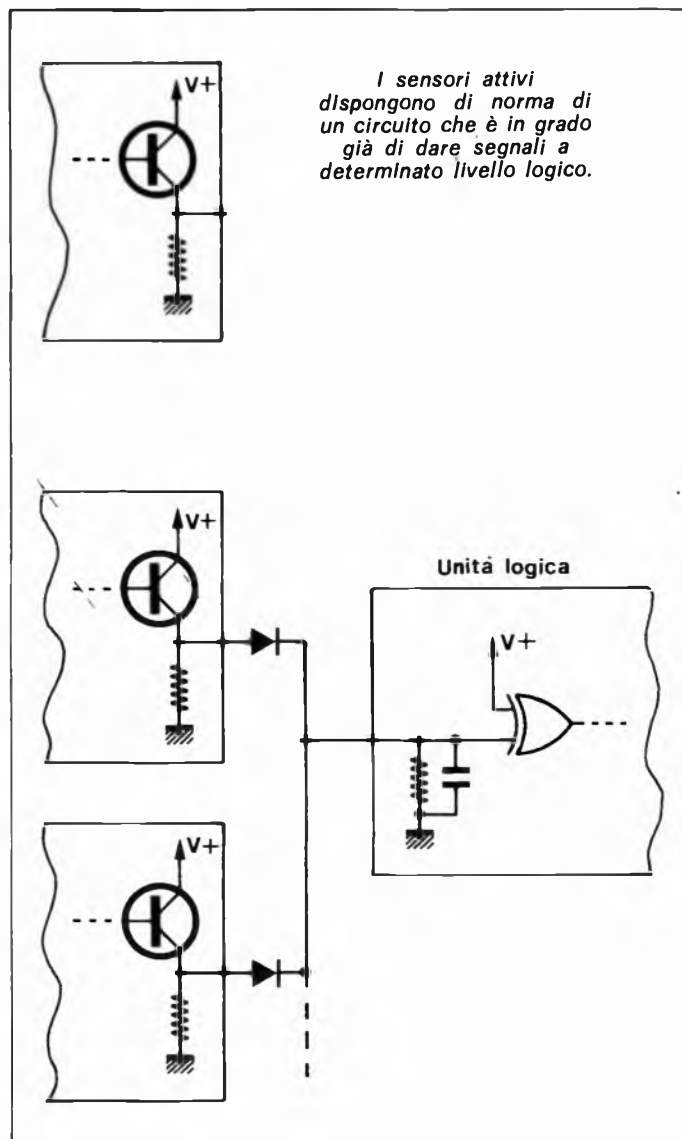 I sensori attivi
dispongono di norma di
un circuito che è in grado
già di dare segnali a
determinato livello logico.
V+
V+
Unità logica
V+
V+